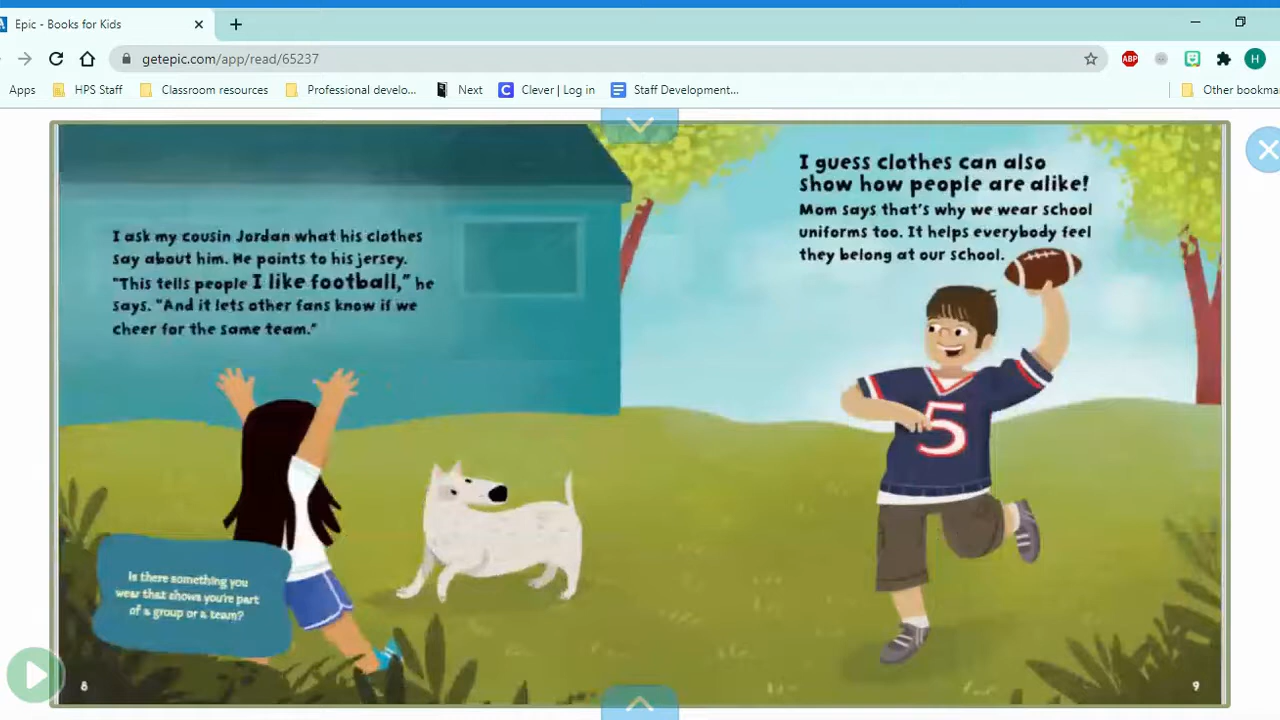 Epic - Books for Kids
getepic.com/app/read/65237
ABP
H
Apps
HPS Staff
Classroom resources
Professional develo...
Next
C
Clever | Log in
Staff Development...
Other bookma
I ask my cousin Jordan what his clothes
say about him. He points to his jersey.
"This tells people I like football," he
says. "And it lets other fans know if we
cheer for the same team."
Is there something you
wear that shows you're part
of a group or a team?
8
I guess clothes can also
show how people are alike!
Mom says that's why we wear school
uniforms too. It helps everybody feel
they belong at our school.
5
9